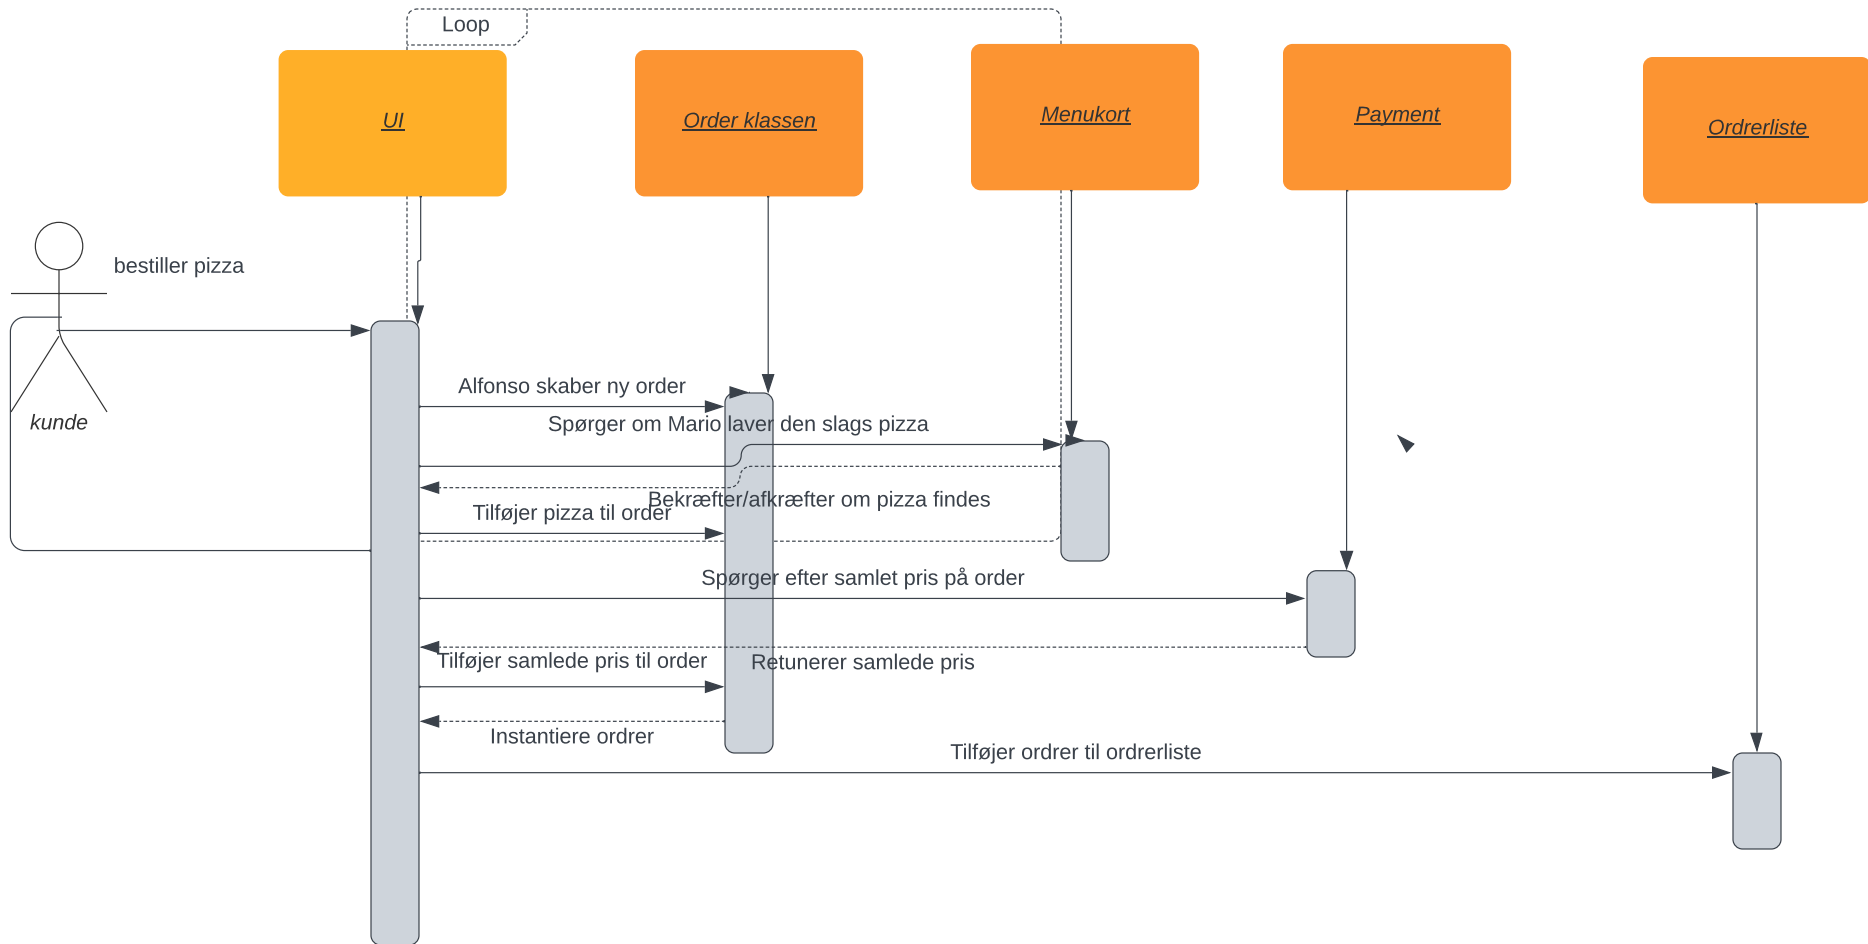 Loop
UI
Order klassen
Menukort
Payment
Ordrerliste
bestiller pizza
kunde
Alfonso skaber ny order
Spørger om Mario laver den slags pizza
Bekræfter/afkræfter om pizza findes
Tilføjer pizza til order
Spørger efter samlet pris på order
Tilføjer samlede pris til order
Retunerer samlede pris
Instantiere ordrer
Tilføjer ordrer til ordrerliste